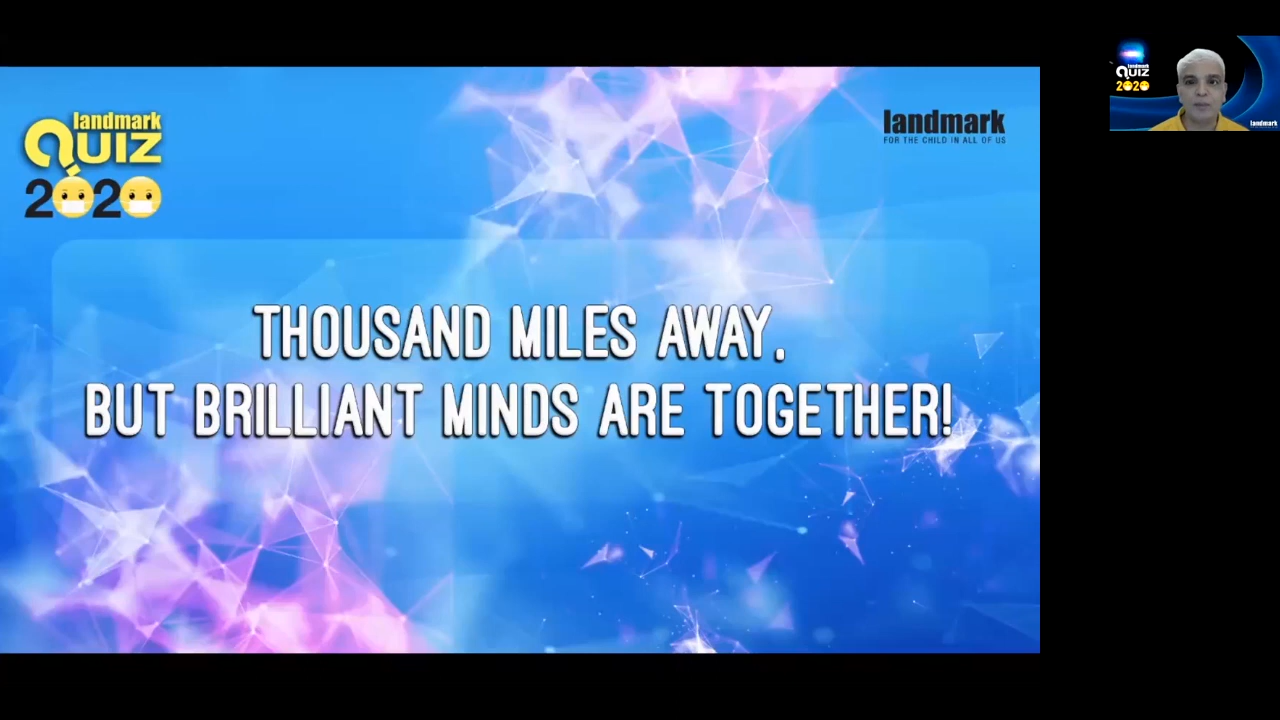 landmark
QUIZ
2020
landmark
FOR THE CHILD IN ALL OF US
THOUSAND MILES AWAY,
BUT BRILLIANT MINDS ARE TOGETHER!
landmark
QUIZ
2020
landmark